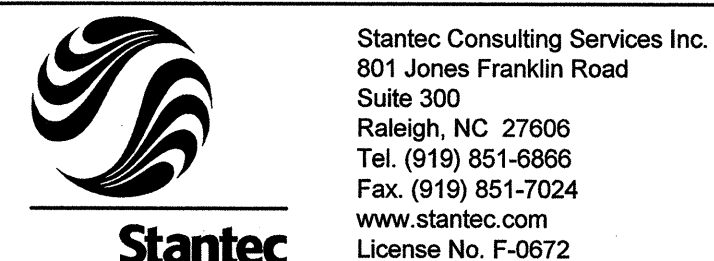 Stantec Consulting Services Inc.
801 Jones Franklin Road
Suite 300
Raleigh, NC 27606
Tel. (919) 851-6866
Fax. (919) 851-7024
www.stantec.com
License No. F-0672
Stantec